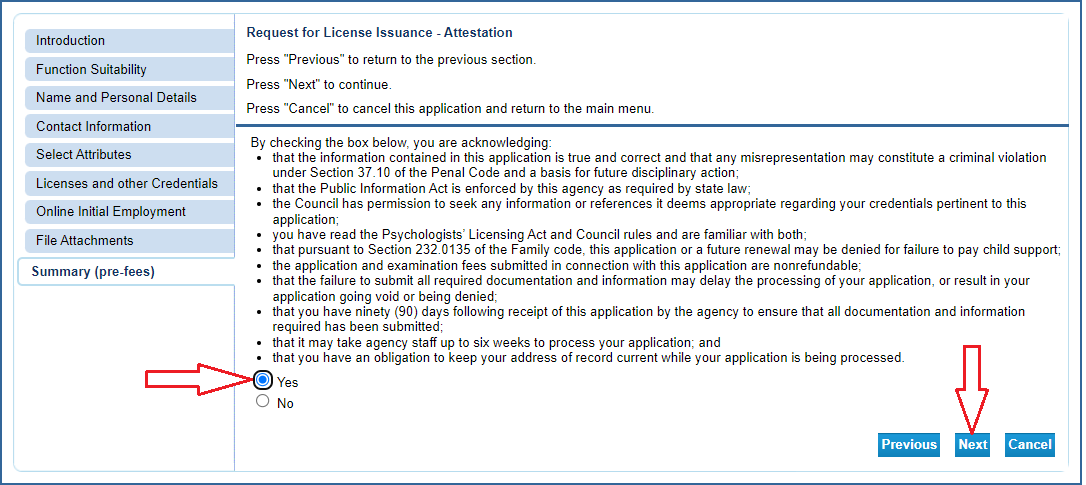 Introduction
Function Suitability
Name and Personal Details
Contact Information
Select Attributes
Licenses and other Credentials
Online Initial Employment
File Attachments
Summary (pre-fees)
Request for License Issuance - Attestation
Press "Previous" to return to the previous section.
Press "Next" to continue.
Press "Cancel" to cancel this application and return to the main menu.
By checking the box below, you are acknowledging:
• that the information contained in this application is true and correct and that any misrepresentation may constitute a criminal violation
under Section 37.10 of the Penal Code and a basis for future disciplinary action;
• that the Public Information Act is enforced by this agency as required by state law;
• the Council has permission to seek any information or references it deems appropriate regarding your credentials pertinent to this
application;
• you have read the Psychologists' Licensing Act and Council rules and are familiar with both;
• that pursuant to Section 232.0135 of the Family code, this application or a future renewal may be denied for failure to pay child support;
• the application and examination fees submitted in connection with this application are nonrefundable;
• that the failure to submit all required documentation and information may delay the processing of your application, or result in your
application going void or being denied;
• that you have ninety (90) days following receipt of this application by the agency to ensure that all documentation and information
required has been submitted;
• that it may take agency staff up to six weeks to process your application; and
• that you have an obligation to keep your address of record current while your application is being processed.
Yes
No
Previous
Next
Cancel